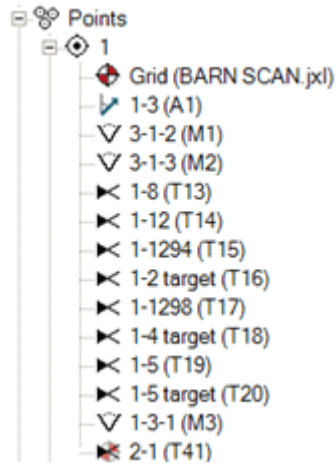 Points
1
Grid (BARN SCAN.jxl)
1-3 (A1)
3-1-2 (M1)
3-1-3 (M2)
1-8 (T13)
1-12 (T14)
1-1294 (T15)
1-2 target (T16)
1-1298 (T17)
1-4 target (T18)
1-5 (T19)
1-5 target (T20)
1-3-1 (M3)
2-1 (T41)